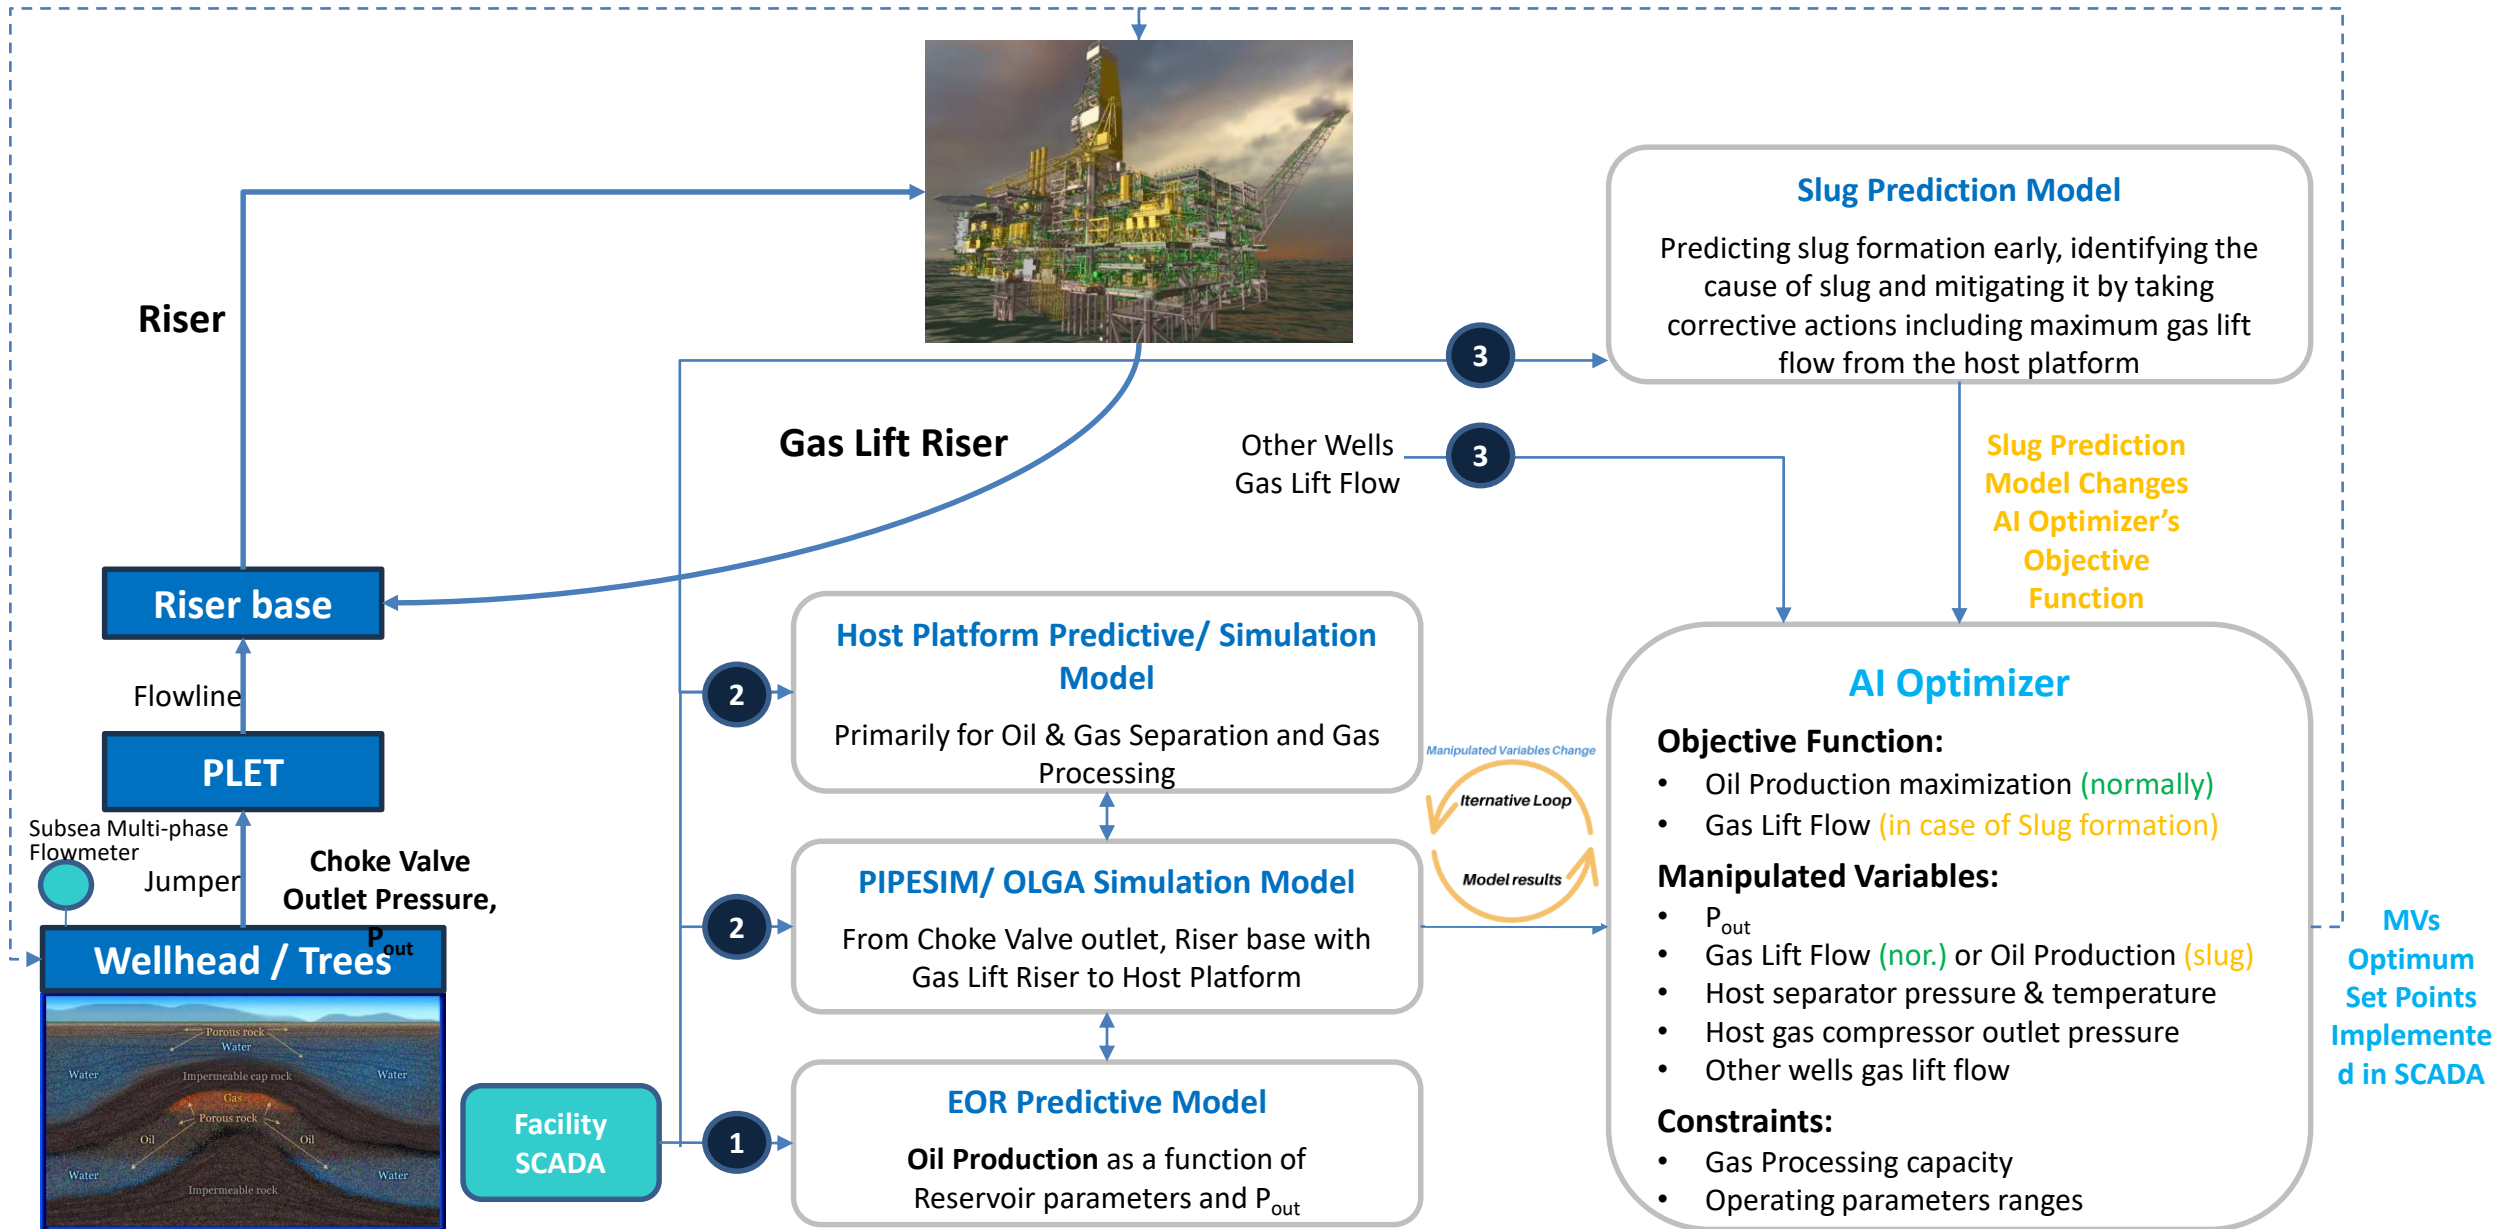 Riser
Gas Lift Riser
Riser base
Flowline
PLET
Subsea Multi-phase
Flowmeter
Jumper
Choke Valve
Outlet Pressure,
Pout
Wellhead / Trees
Porous rock
Water
Water
Water
Impermeable cap rock
Gas
Porous rock
Oil
Oil
Water
Water
Impermeable rock
Facility
SCADA
1
2
2
3
3
Other Wells
Gas Lift Flow
Host Platform Predictive/ Simulation
Model
Primarily for Oil & Gas Separation and Gas
Processing
PIPESIM/ OLGA Simulation Model
From Choke Valve outlet, Riser base with
Gas Lift Riser to Host Platform
EOR Predictive Model
Oil Production as a function of
Reservoir parameters and Pout
Manipulated Variables Change
Iternative Loop
Model results
Slug Prediction Model
Predicting slug formation early, identifying the
cause of slug and mitigating it by taking
corrective actions including maximum gas lift
flow from the host platform
Slug Prediction
Model Changes
AI Optimizer’s
Objective
Function
AI Optimizer
Objective Function:
• Oil Production maximization (normally)
• Gas Lift Flow (in case of Slug formation)
Manipulated Variables:
• Pout
• Gas Lift Flow (nor.) or Oil Production (slug)
• Host separator pressure & temperature
• Host gas compressor outlet pressure
• Other wells gas lift flow
Constraints:
• Gas Processing capacity
• Operating parameters ranges
MVs
Optimum
Set Points
Implemente
d in SCADA